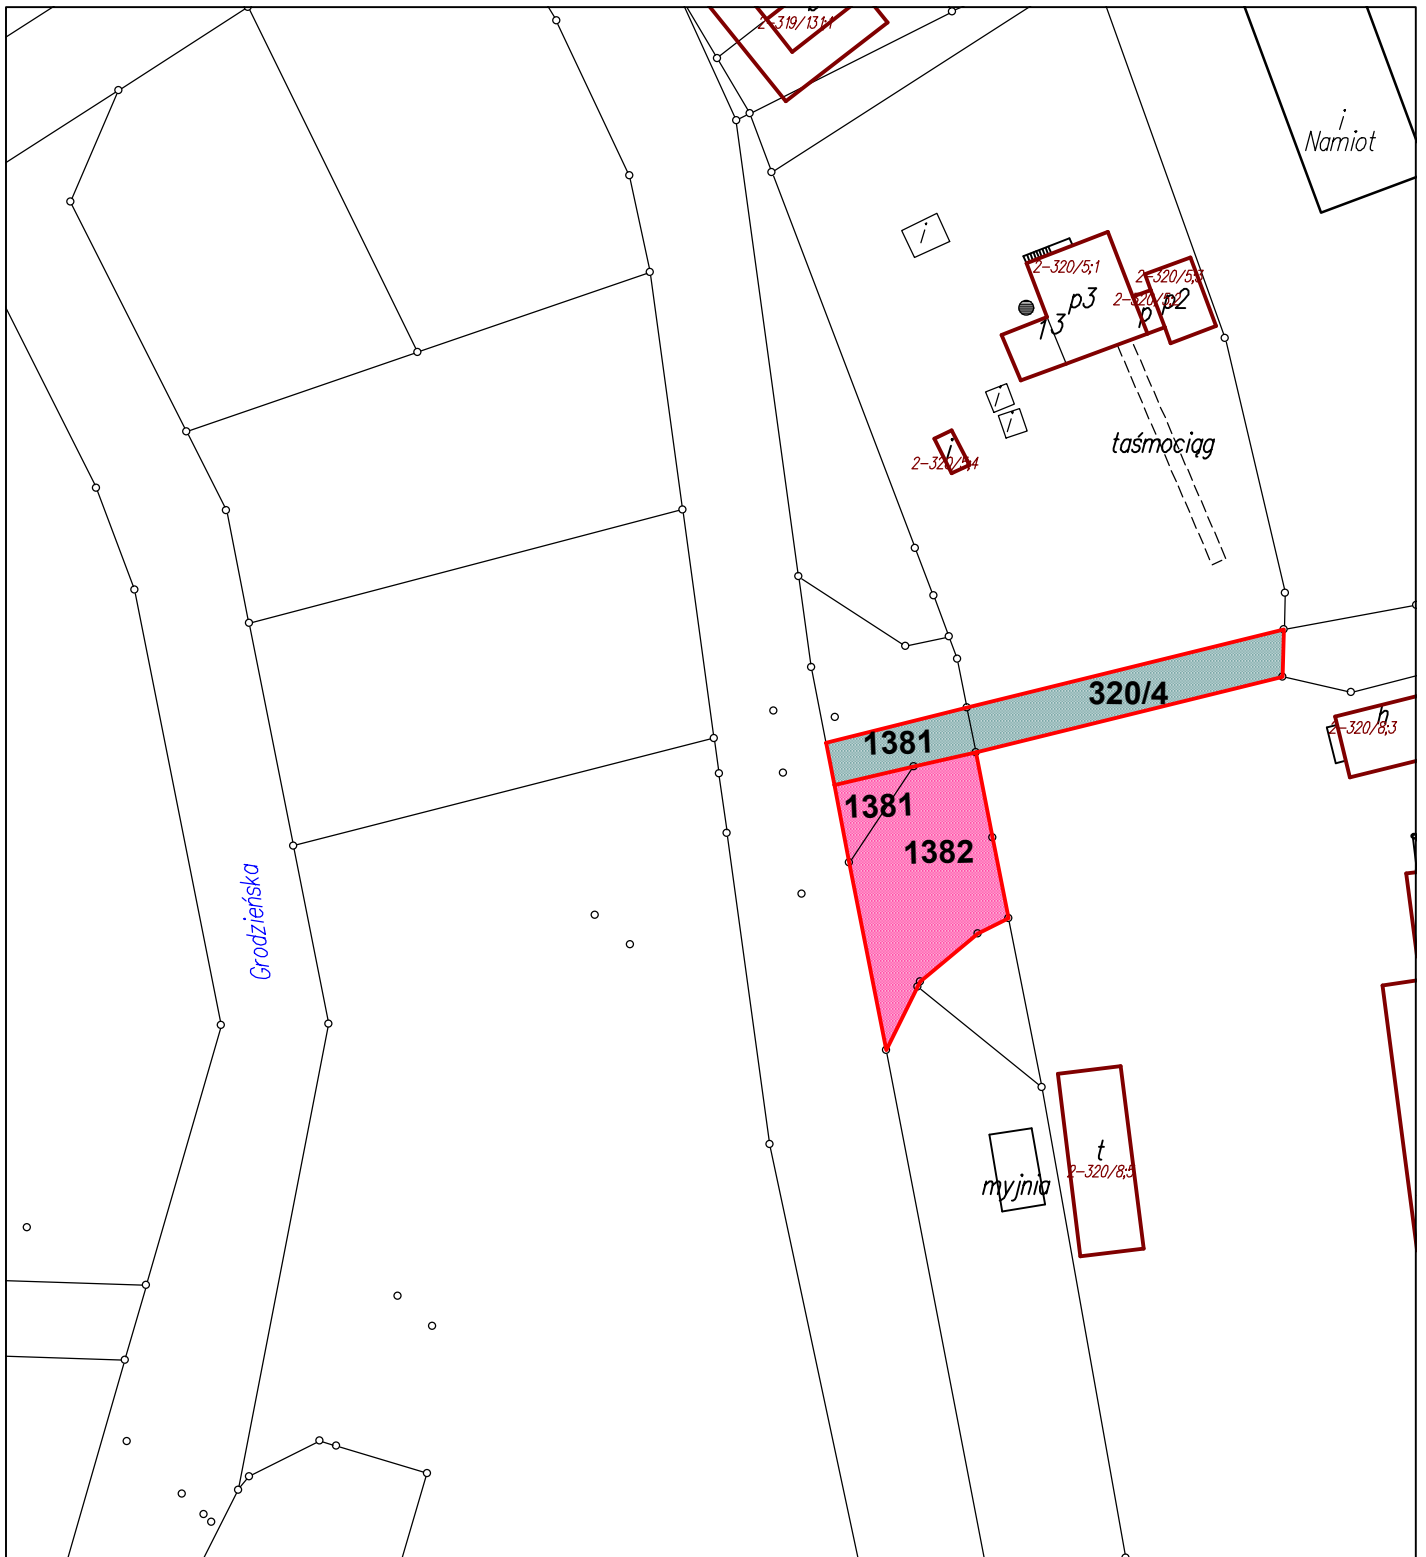 2-319/131;1
i
Namiot
i
2-320/5;1
2-320/5;3
2-320/5;2
p3
p
p2
13
i
i
i
2-320/5;4
taśmociąg
320/4
1381
h
2-320/8;3
1381
1382
Grodzieńska
t
2-320/8;5
myjnia